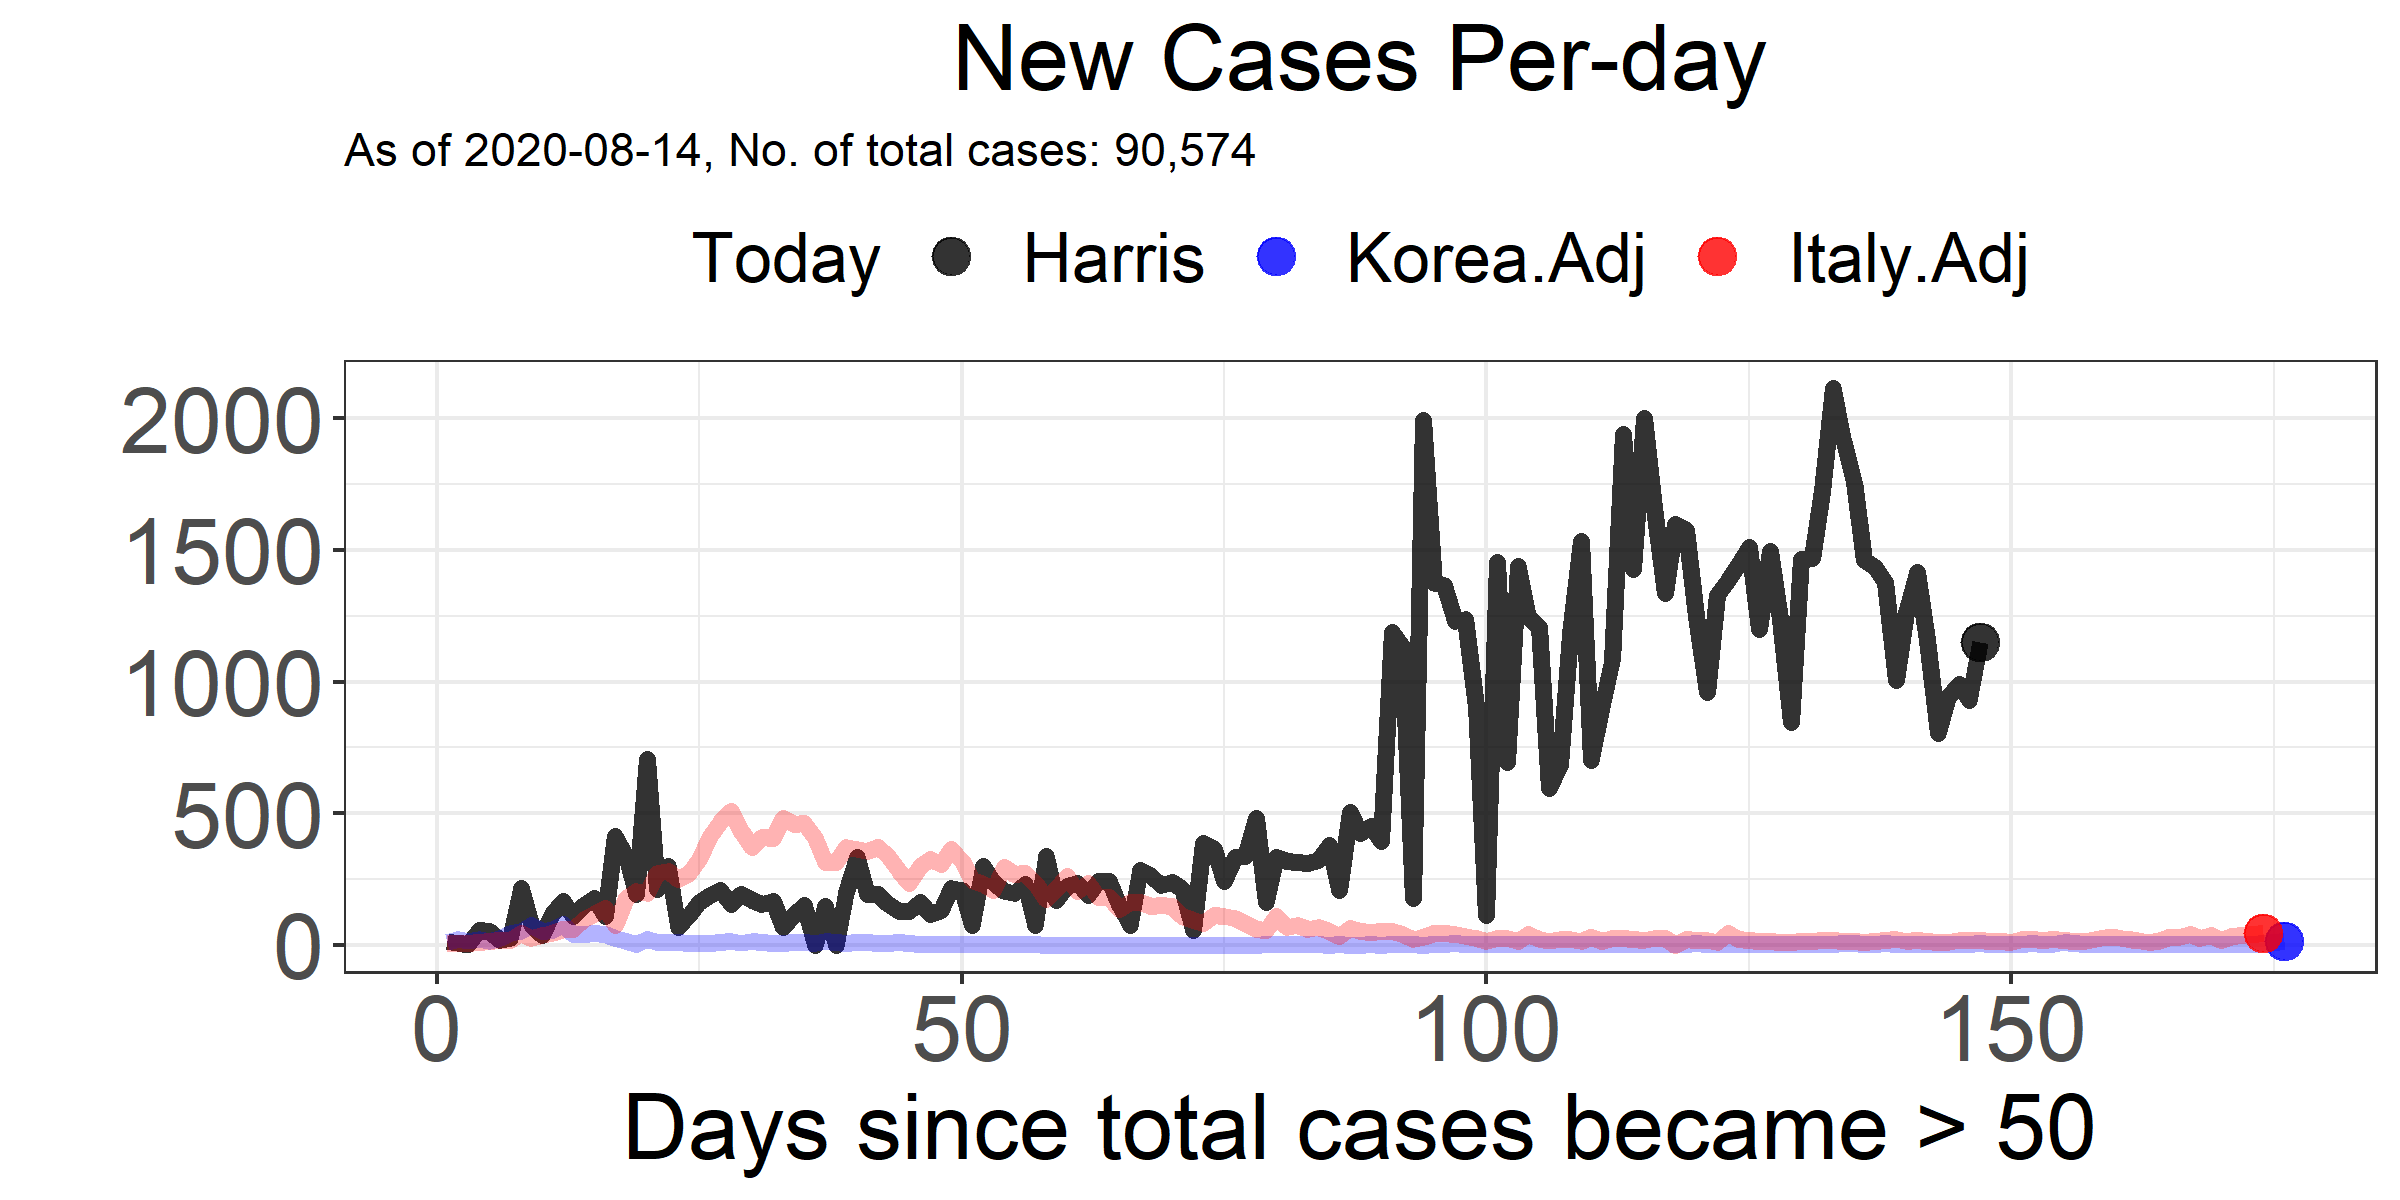 New Cases Per-day
As of 2020-08-14, No. of total cases: 90,574
Today Harris Korea.Adj Italy.Adj
2000
1500
1000
500
0
0 50 100 150
Days since total cases became > 50